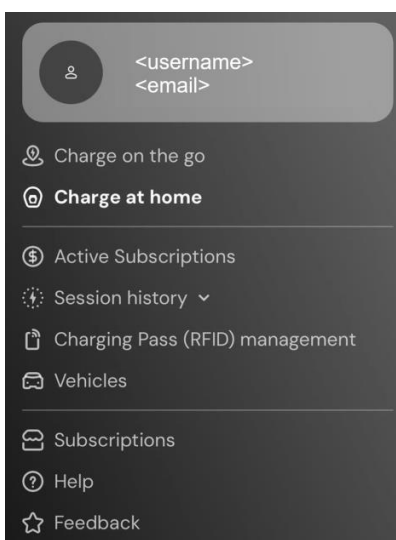 <username>
<email>
Charge on the go
Charge at home
Active Subscriptions
Session history
Charging Pass (RFID) management
Vehicles
Subscriptions
Help
Feedback